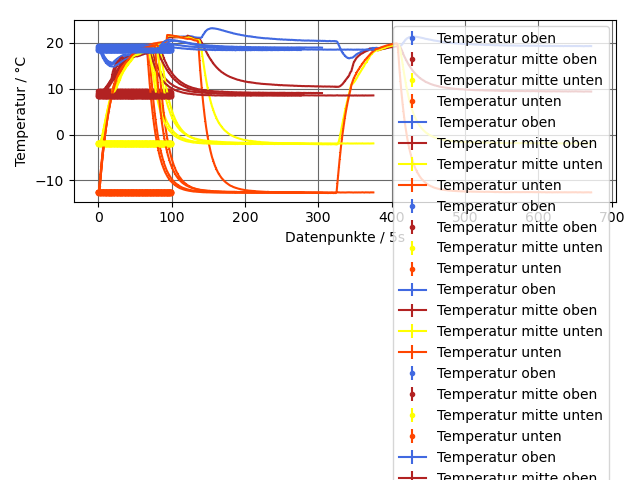 Temperatur / °C
20
10
0
−10
0
100
200
300
400
500
600
700
Datenpunkte / 5s
Temperatur oben
Temperatur mitte oben
Temperatur mitte unten
Temperatur unten
Temperatur oben
Temperatur mitte oben
Temperatur mitte unten
Temperatur unten
Temperatur oben
Temperatur mitte oben
Temperatur mitte unten
Temperatur unten
Temperatur oben
Temperatur mitte oben
Temperatur mitte unten
Temperatur unten
Temperatur oben
Temperatur mitte oben
Temperatur mitte unten
Temperatur unten
Temperatur oben
Temperatur mitte oben